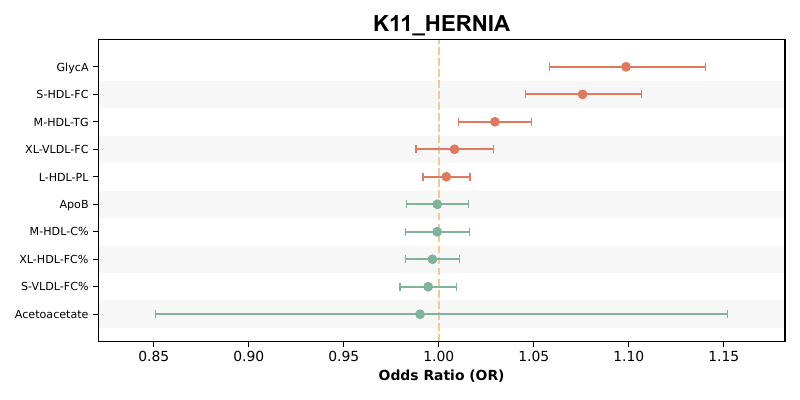 K11_HERNIA
GlycA
S-HDL-FC
M-HDL-TG
XL-VLDL-FC
L-HDL-PL
ApoB
M-HDL-C%
XL-HDL-FC%
S-VLDL-FC%
Acetoacetate
0.85 0.90 0.95 1.00 1.05 1.10 1.15
Odds Ratio (OR)